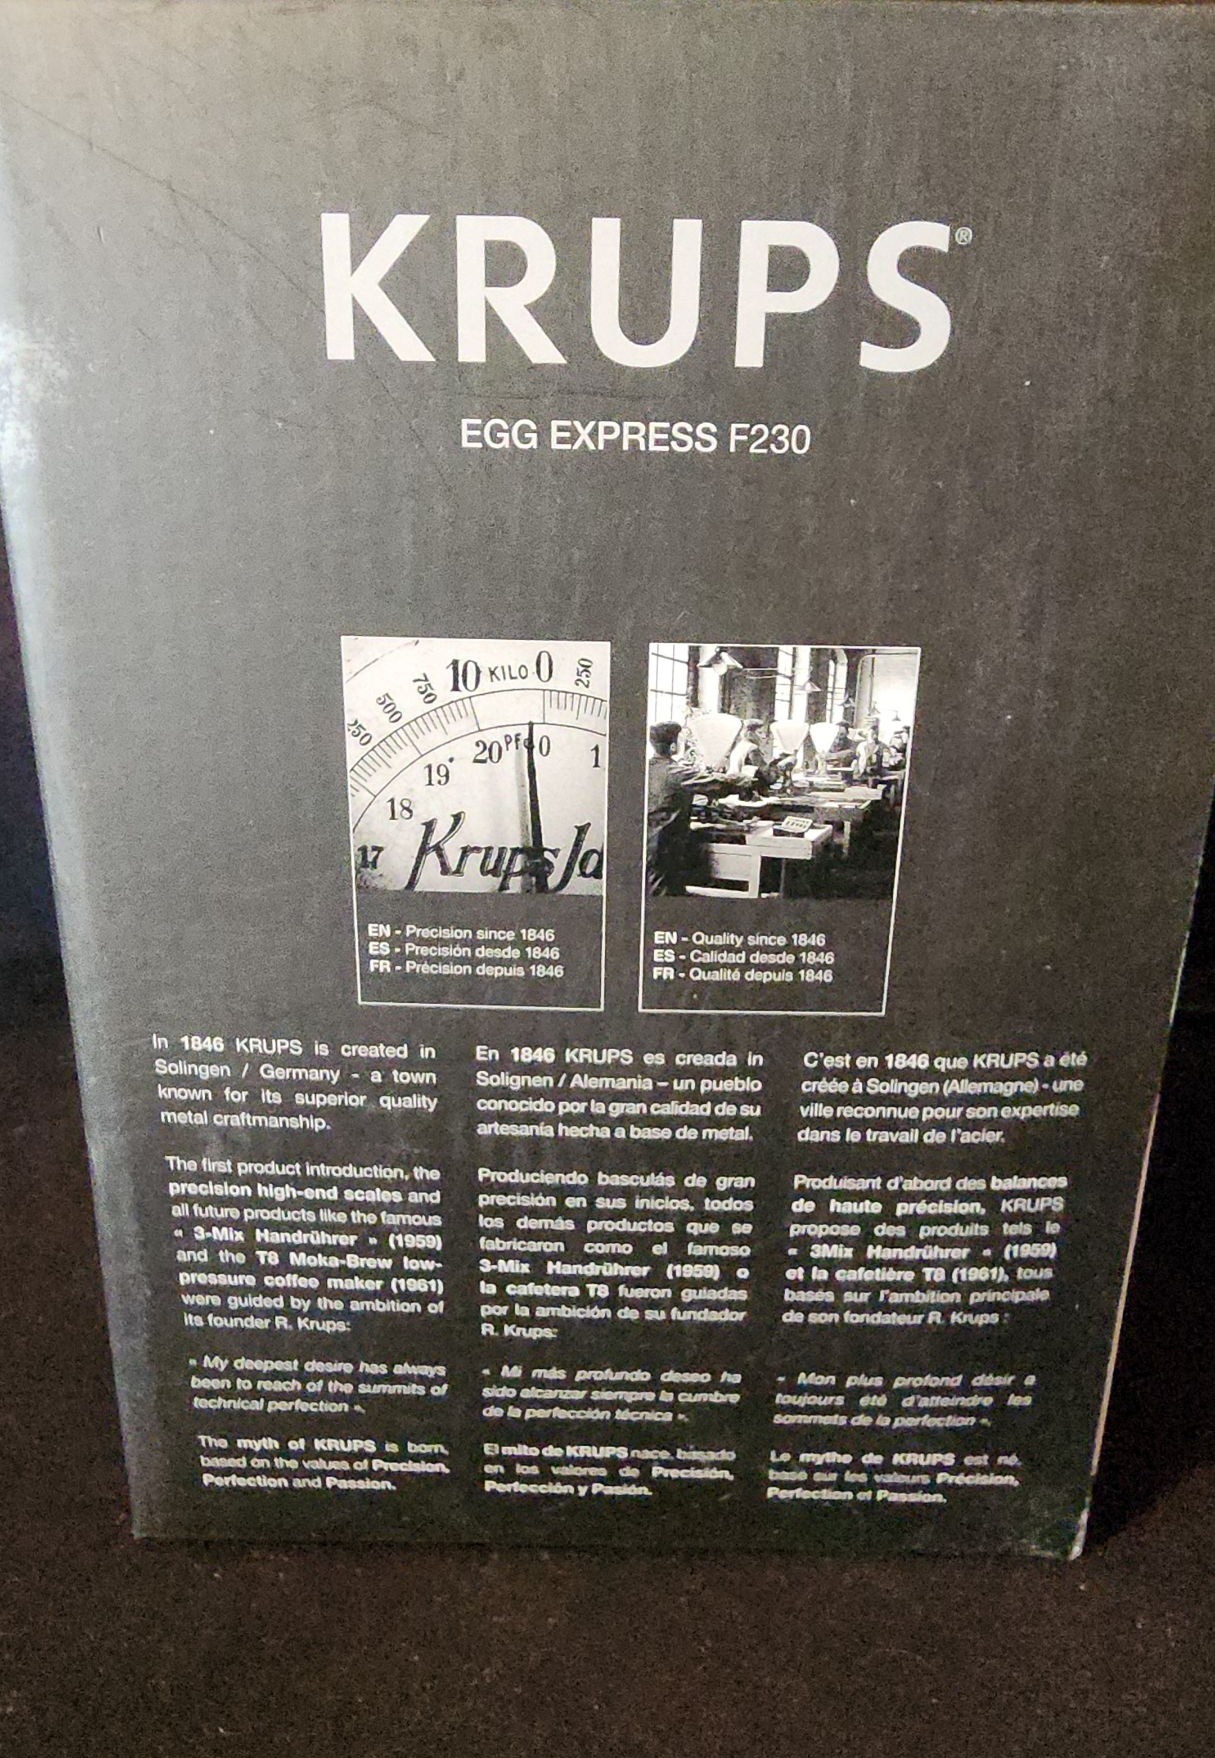 KRUPS®
EGG EXPRESS F230
10 KILO 0
250
750
500
250
20 Pfd 0
1
19
18
17
Krups Id
EN - Precision since 1846
ES - Precisión desde 1846
FR - Précision depuis 1846
EN - Quality since 1846
ES - Calidad desde 1846
FR - Qualité depuis 1846
In 1846 KRUPS is created in
Solingen / Germany - a town
known for its superior quality
metal craftmanship.
The first product introduction, the
precision high-end scales and
all future products like the famous
« 3-Mix Handrührer » (1959)
and the T8 Moka-Brew low-
pressure coffee maker (1961)
were guided by the ambition of
its founder R. Krups:
« My deepest desire has always
been to reach of the summits of
technical perfection ».
The myth of KRUPS is born,
based on the values of Precision,
Perfection and Passion.
En 1846 KRUPS es creada in
Solignen / Alemania – un pueblo
conocido por la gran calidad de su
artesanía hecha a base de metal.
Produciendo basculás de gran
precisión en sus inicios, todos
los demás productos que se
fabricaron como el famoso
3-Mix Handrührer (1959) o
la cafetera T8 fueron guiadas
por la ambición de su fundador
R. Krups:
« Mi más profundo deseo ha
sido alcanzar siempre la cumbre
de la perfección técnica ».
El mito de KRUPS nace, basado
en los valores de Precisión,
Perfección y Pasión.
C'est en 1846 que KRUPS a été
créée à Solingen (Allemagne) - une
ville reconnue pour son expertise
dans le travail de l'acier.
Produisant d'abord des balances
de haute précision, KRUPS
propose des produits tels le
« 3Mix Handrührer « (1959)
et la cafetière T8 (1961), tous
basés sur l'ambition principale
de son fondateur R. Krups :
« Mon plus profond désir a
toujours été d'atteindre les
sommets de la perfection ».
Le mythe de KRUPS est né,
basé sur les valeurs Précision,
Perfection et Passion.